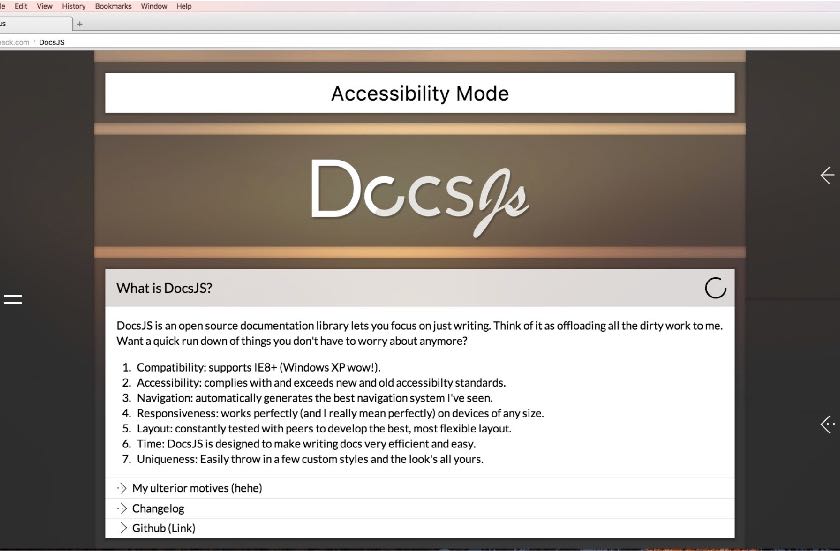 Edit View History Bookmarks Window Help
DocsJS
Accessibility Mode
DocsJs
What is DocsJS?
DocsJS is an open source documentation library lets you focus on just writing. Think of it as offloading all the dirty work to me.
Want a quick run down of things you don't have to worry about anymore?
1. Compatibility: supports IE8+ (Windows XP wow!).
2. Accessibility: complies with and exceeds new and old accessibilty standards.
3. Navigation: automatically generates the best navigation system I've seen.
4. Responsiveness: works perfectly (and I really mean perfectly) on devices of any size.
5. Layout: constantly tested with peers to develop the best, most flexible layout.
6. Time: DocsJS is designed to make writing docs very efficient and easy.
7. Uniqueness: Easily throw in a few custom styles and the look's all yours.
My ulterior motives (hehe)
Changelog
Github (Link)